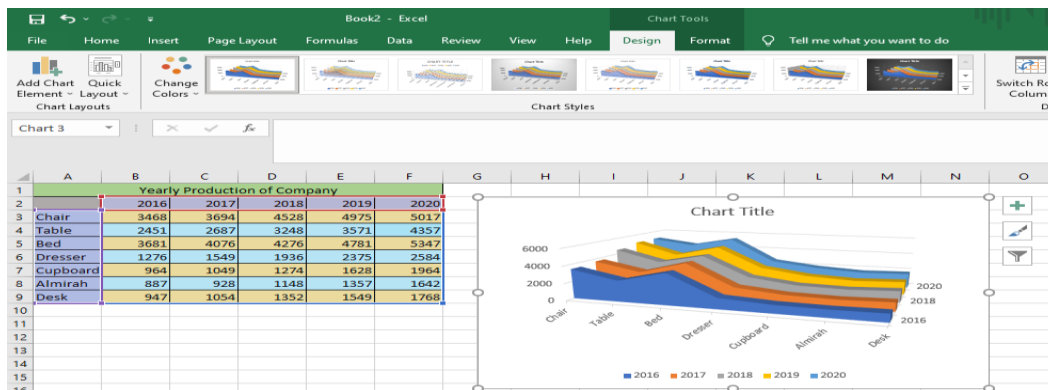 Book2 - Excel
Chart Tools
File Home Insert Page Layout Formulas Data Review View Help Design Format Tell me what you want to do
Add Chart Element
Quick Layout
Change Colors
Switch Ro
Colum
Chart Layouts
Chart Styles
Chart 3
fx
A B C D E F G H I J K L M N O
1 Yearly Production of Company
2 2016 2017 2018 2019 2020
3 Chair 3468 3694 4528 4975 5017
4 Table 2451 2687 3248 3571 4357
5 Bed 3681 4076 4276 4781 5347
6 Dresser 1276 1549 1936 2375 2584
7 Cupboard 964 1049 1274 1628 1964
8 Almirah 887 928 1148 1357 1642
9 Desk 947 1054 1352 1549 1768
10
11
12
13
14
15
Chart Title
6000
4000
2000
0
Chair Table Bed Dresser Cupboard Almirah Desk
2020
2018
2016
2016 2017 2018 2019 2020